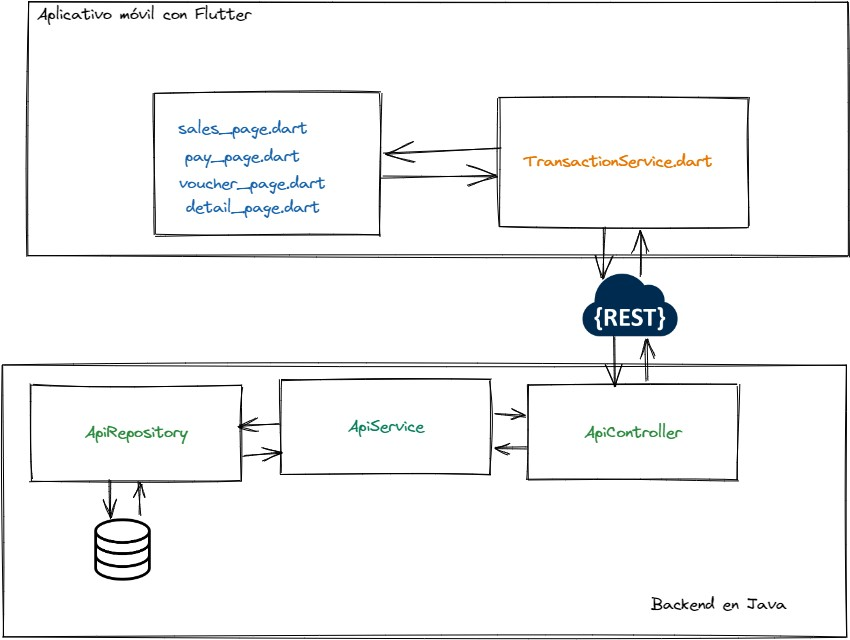 Aplicativo móvil con Flutter
sales_page.dart
pay_page.dart
voucher_page.dart
detail_page.dart
TransactionService.dart
{REST}
ApiRepository
ApiService
ApiController
Backend en Java